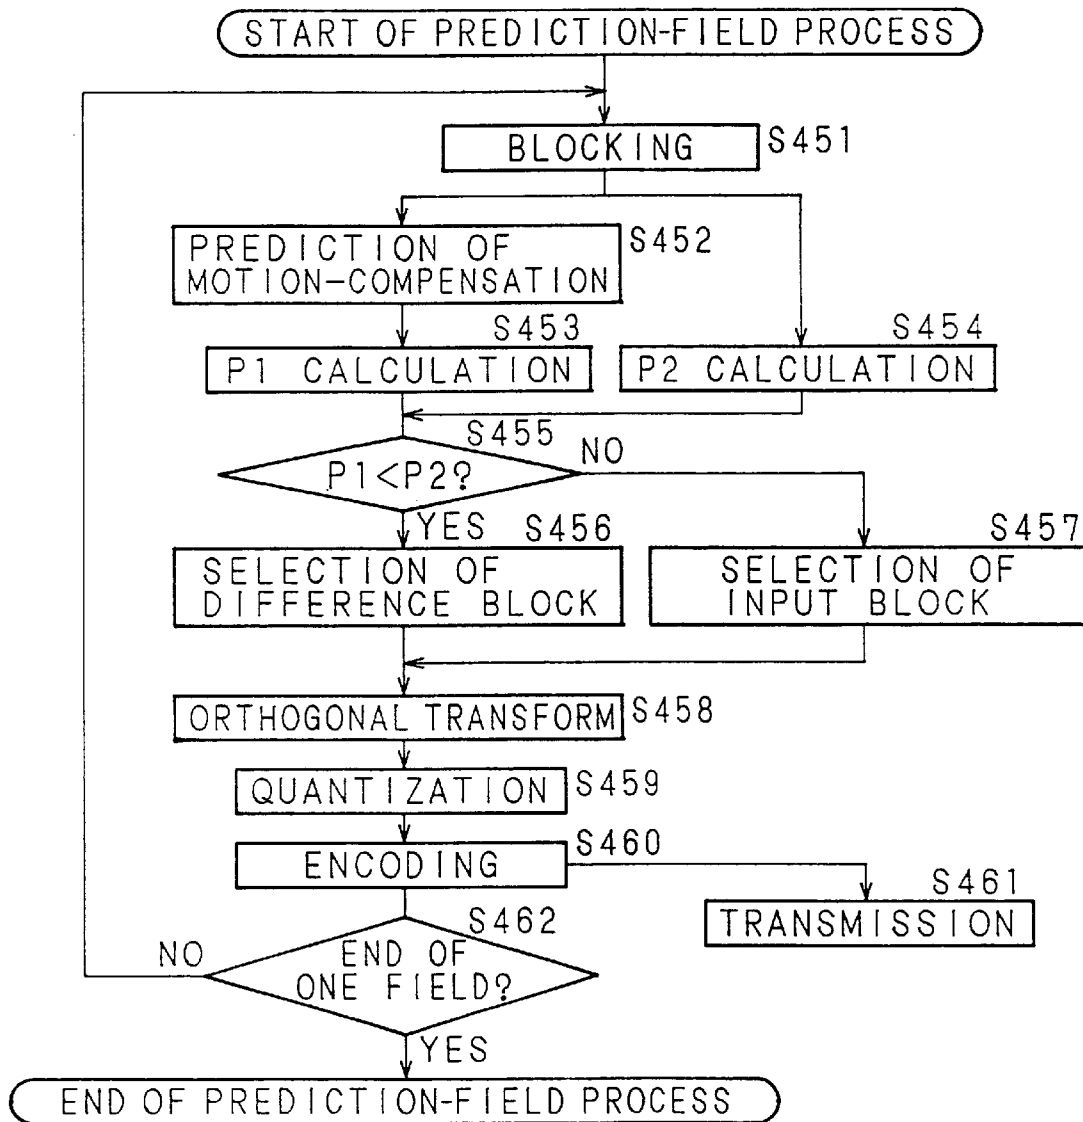 START OF PREDICTION-FIELD PROCESS
BLOCKING
S451
PREDICTION OF
MOTION-COMPENSATION
S452
S453
P1 CALCULATION
S454
P2 CALCULATION
S455
P1<P2?
NO
YES
S456
SELECTION OF
DIFFERENCE BLOCK
S457
SELECTION OF
INPUT BLOCK
ORTHOGONAL TRANSFORM
S458
QUANTIZATION
S459
ENCODING
S460
S461
TRANSMISSION
S462
END OF
ONE FIELD?
NO
YES
END OF PREDICTION-FIELD PROCESS